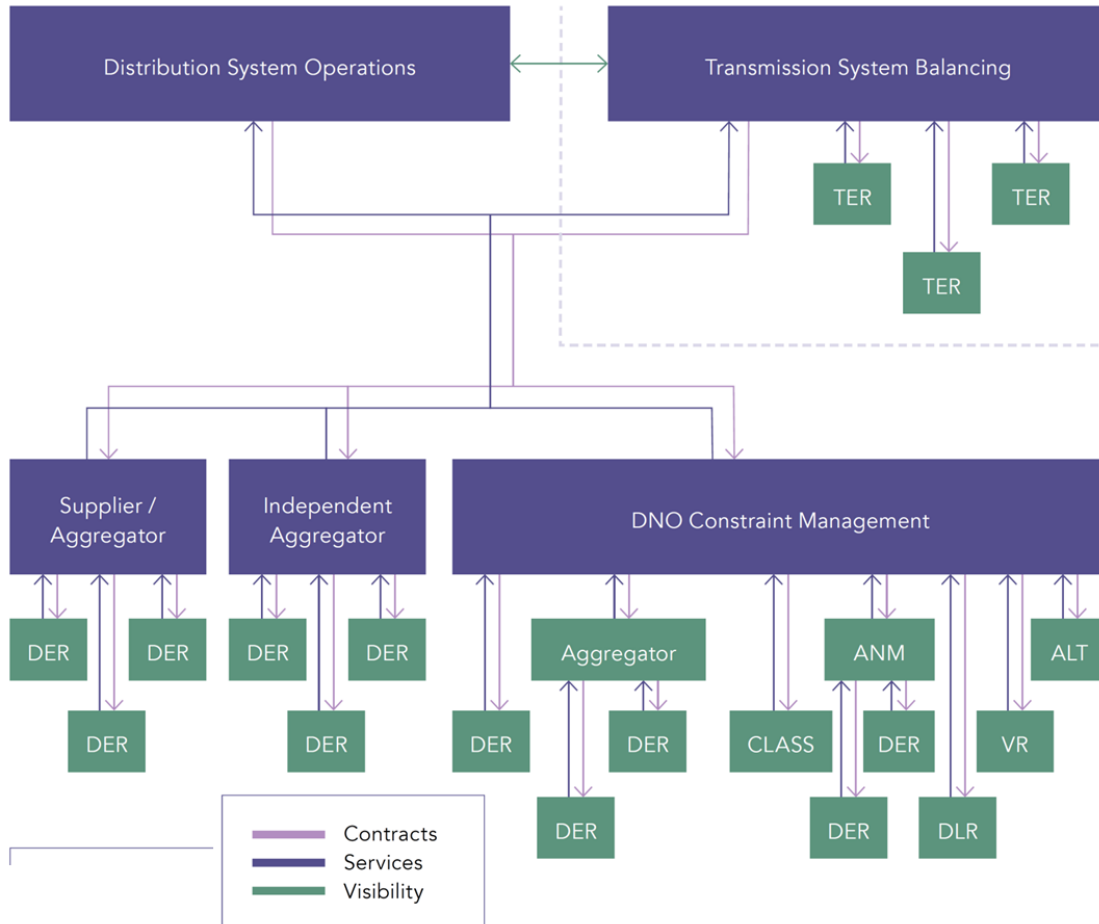 Distribution System Operations
Transmission System Balancing
TER
TER
TER
Supplier /
Aggregator
Independent
Aggregator
DNO Constraint Management
DER
DER
DER
DER
DER
DER
DER
Aggregator
DER
DER
CLASS
ANM
DER
DER
DLR
VR
ALT
Contracts
Services
Visibility